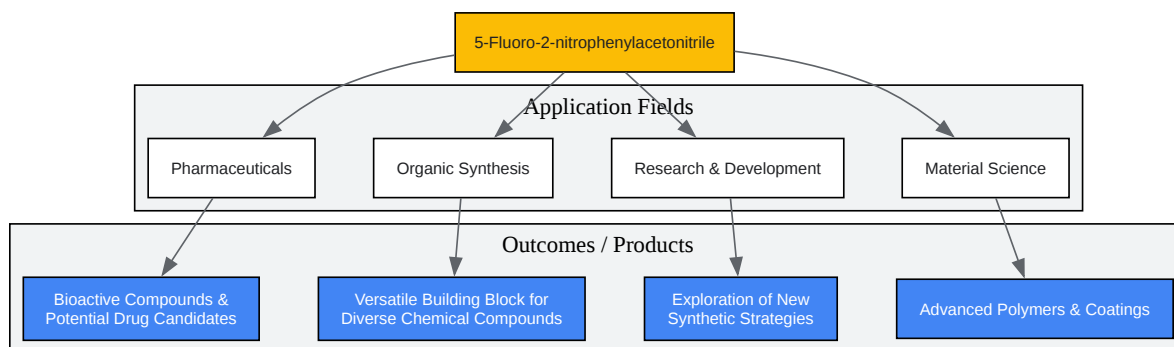 5-Fluoro-2-nitrophenylacetonitrile
Application Fields
Pharmaceuticals
Organic Synthesis
Research & Development
Material Science
Outcomes / Products
Bioactive Compounds &
Potential Drug Candidates
Versatile Building Block for
Diverse Chemical Compounds
Exploration of New
Synthetic Strategies
Advanced Polymers & Coatings